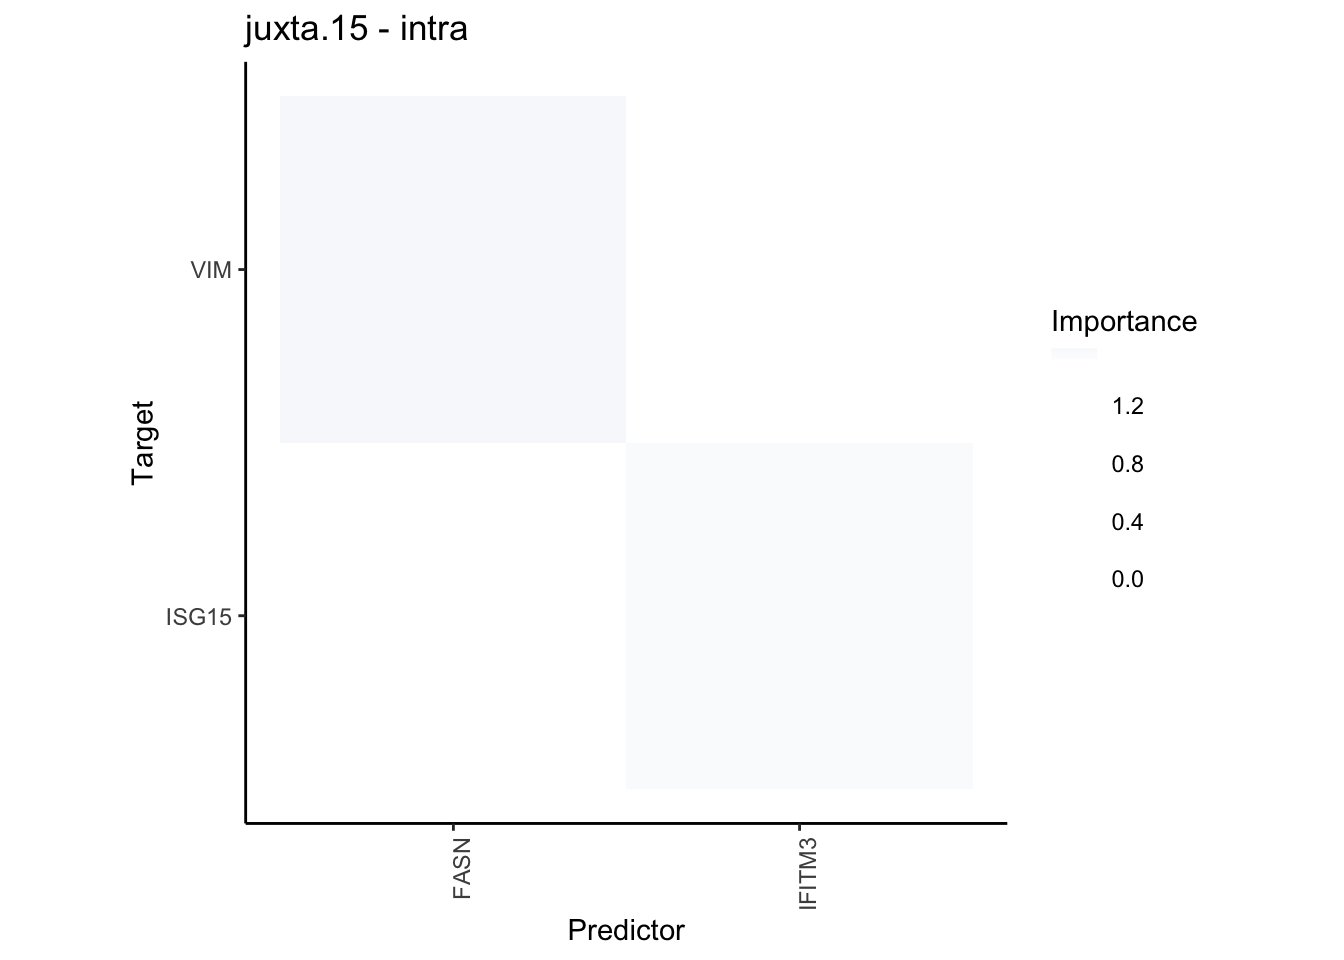 juxta.15 - intra
VIM
ISG15
Target
FASN
IFITM3
Predictor
Importance
1.2
0.8
0.4
0.0